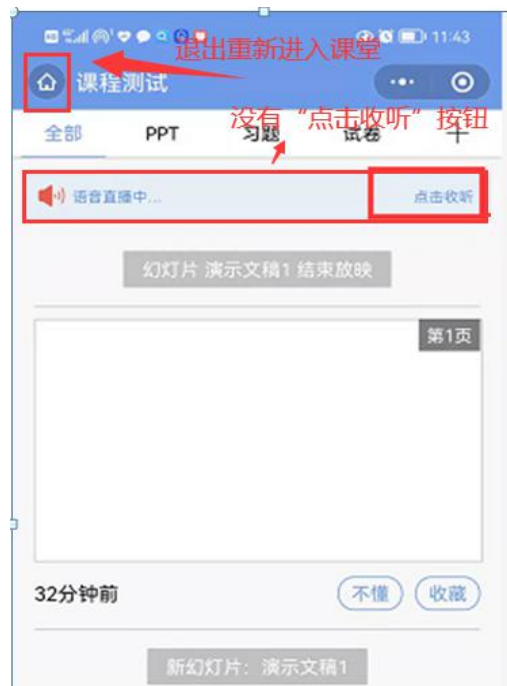 11:43
退出重新进入课堂
课程测试
没有“点击收听”按钮
全部 PPT 习题 试卷 +
语音直播中... 点击收听
幻灯片 演示文稿1 结束放映
第1页
32分钟前 不懂 收藏
新幻灯片：演示文稿1